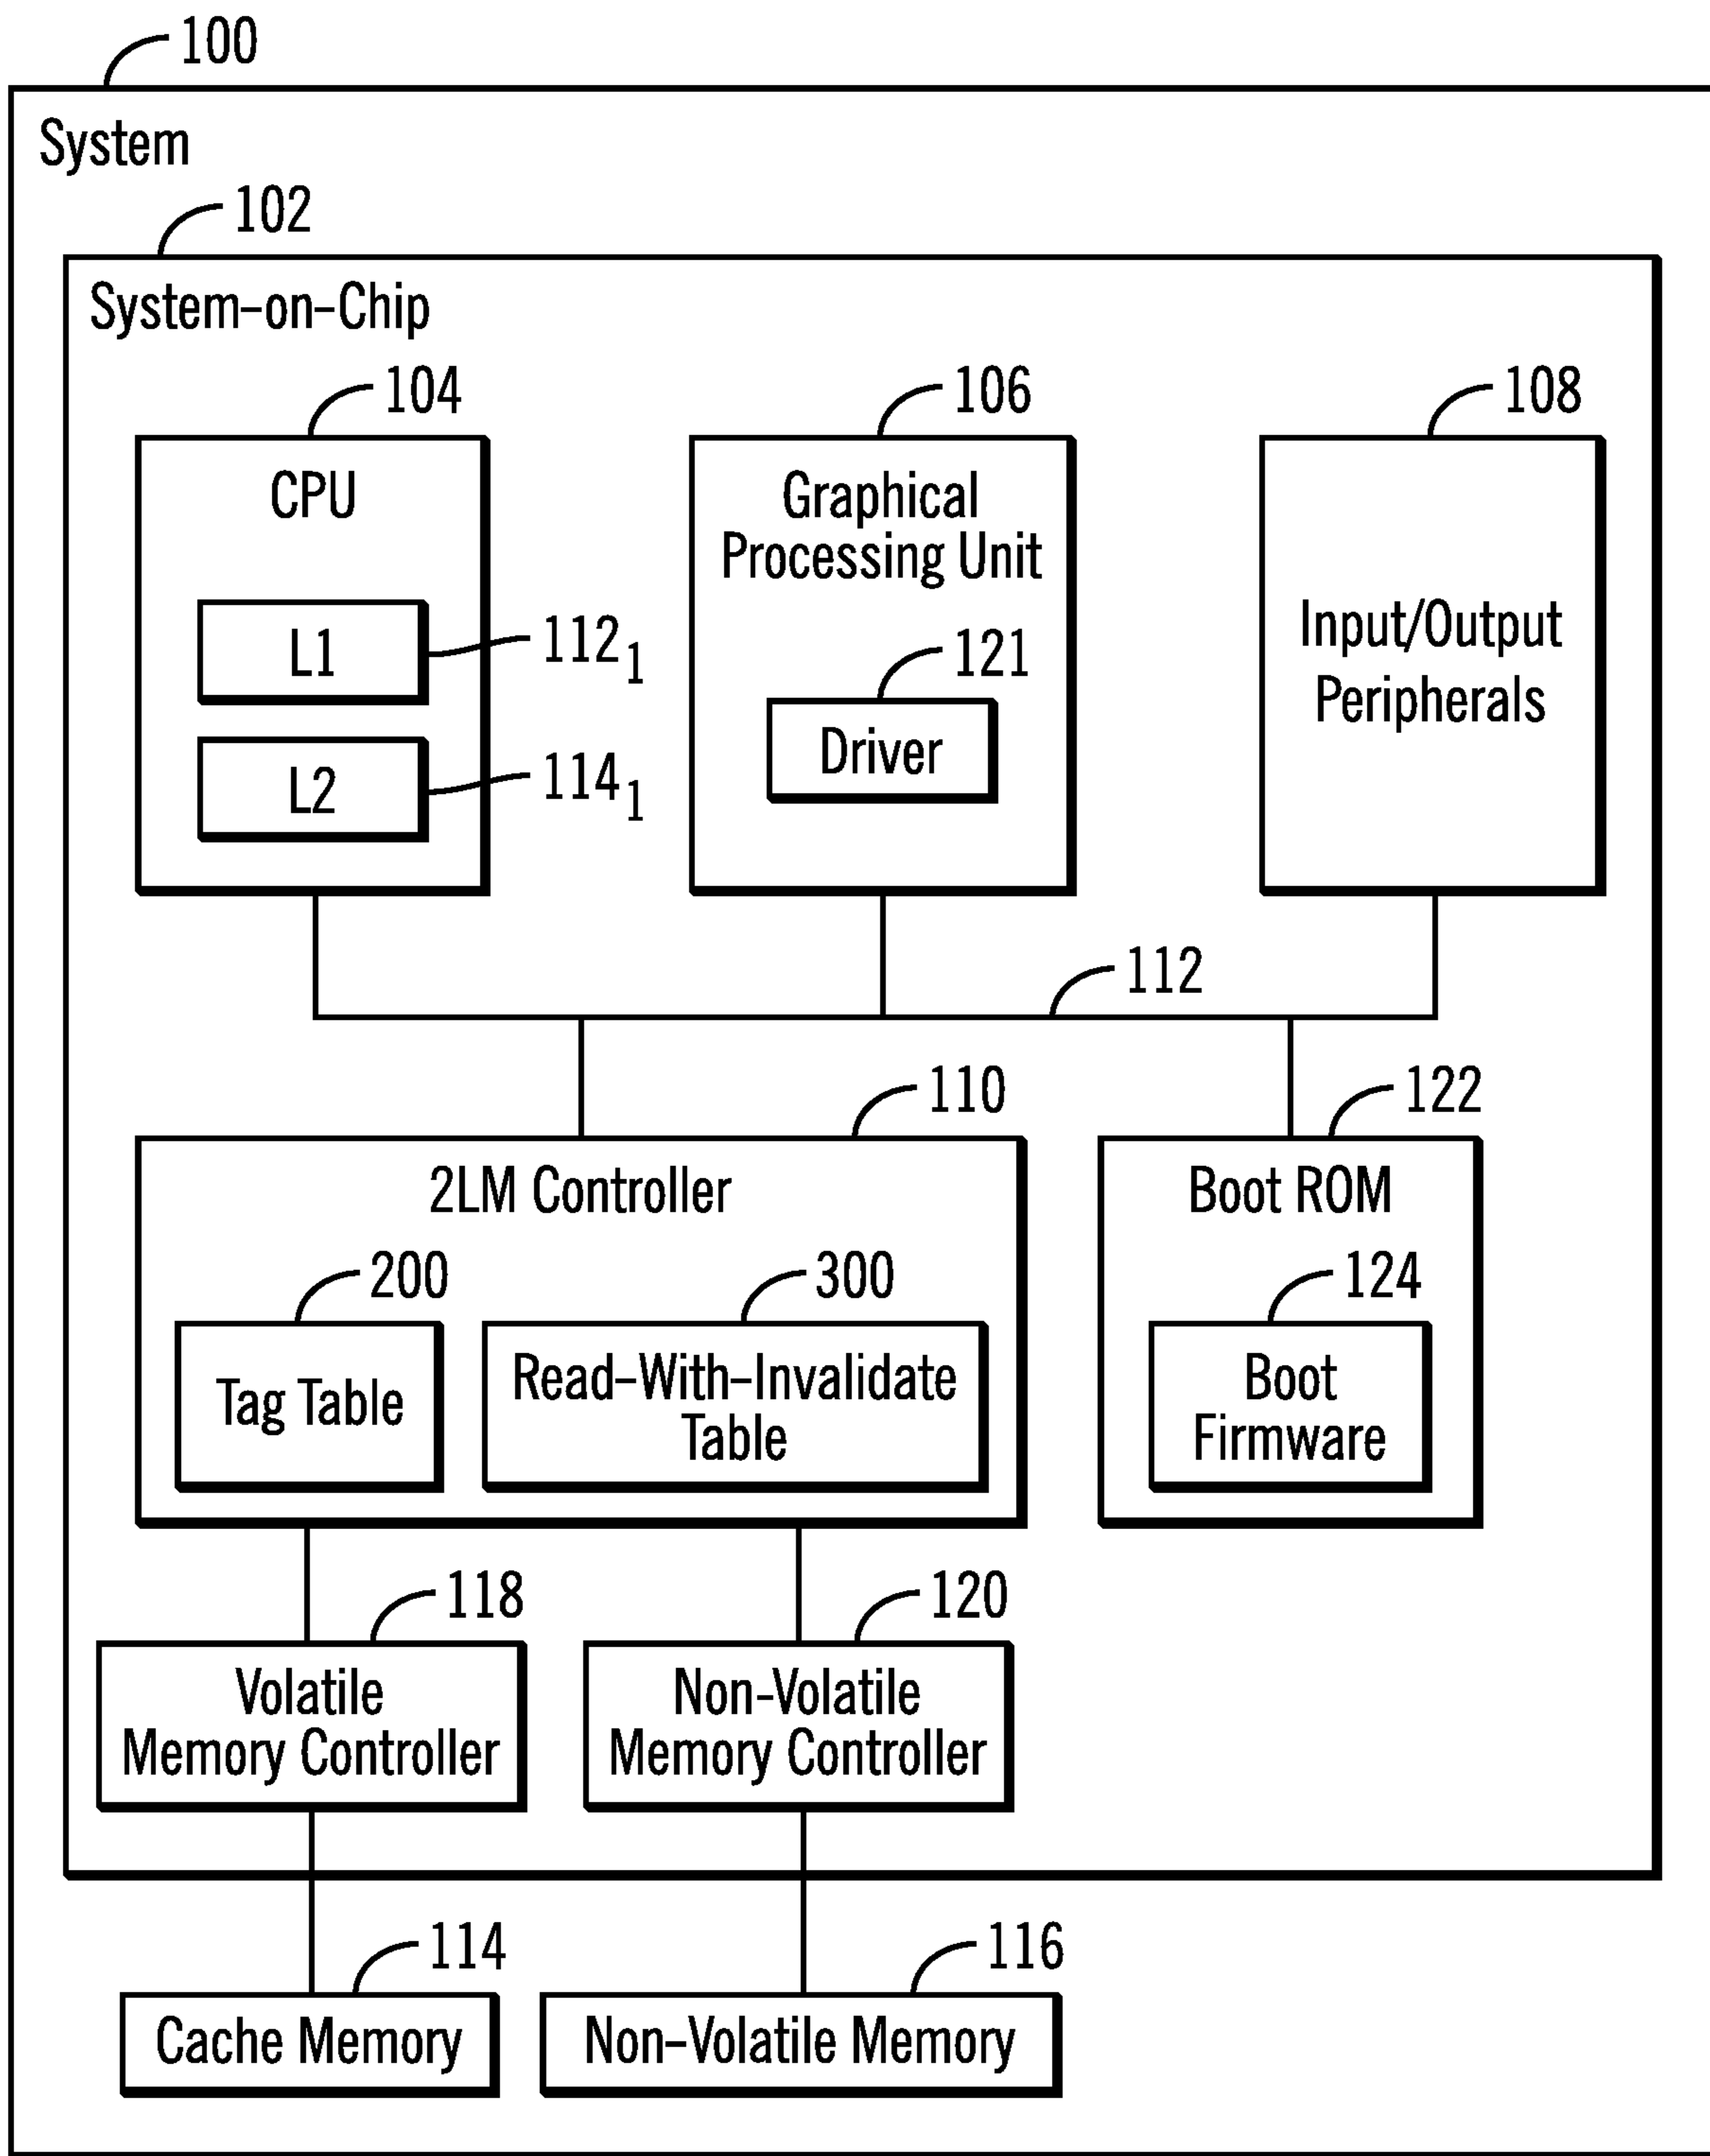 100
System
102
System-on-Chip
104
106
108
CPU
Graphical
Processing Unit
Input/Output
Peripherals
L1
112₁
121
Driver
L2
114₁
112
110
122
2LM Controller
Boot ROM
200
300
124
Tag Table
Read-With-Invalidate
Table
Boot
Firmware
118
120
Volatile
Memory Controller
Non-Volatile
Memory Controller
114
116
Cache Memory
Non-Volatile Memory